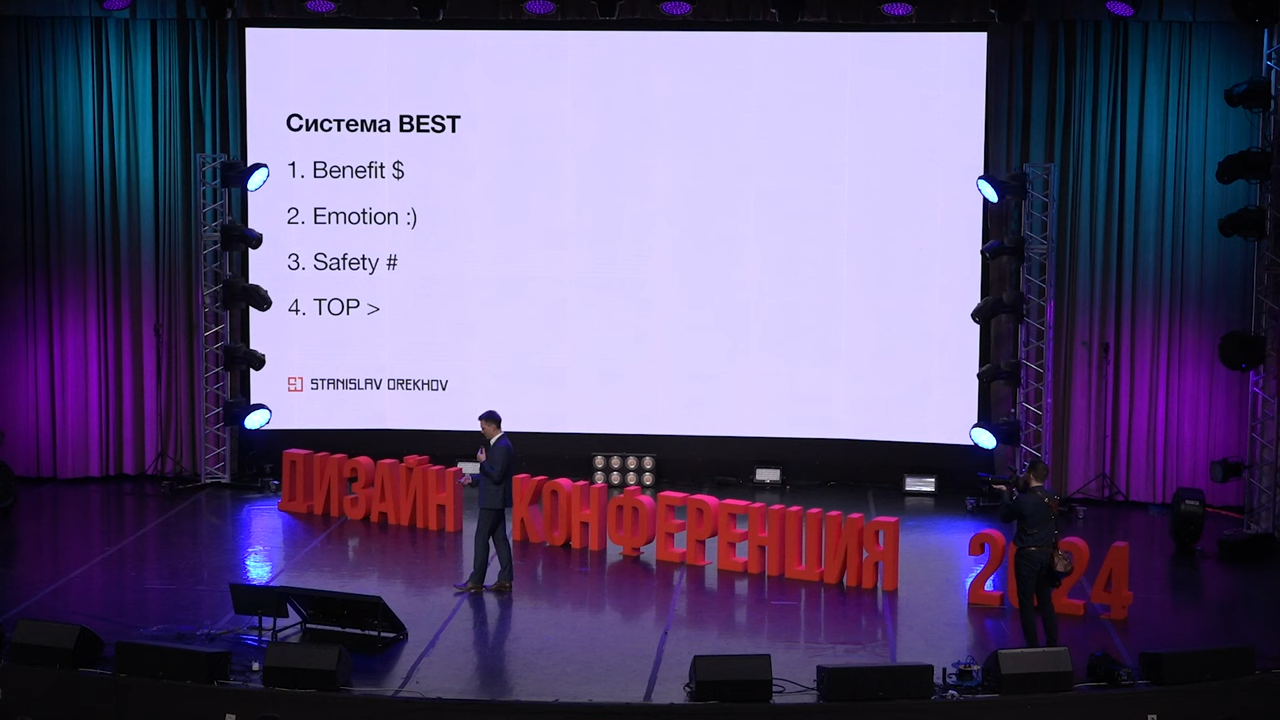 Система BEST
1. Benefit $
2. Emotion :)
3. Safety #
4. TOP >
STANISLAV OREKHOV
ДИЗАЙН КОНФЕРЕНЦИЯ 2024